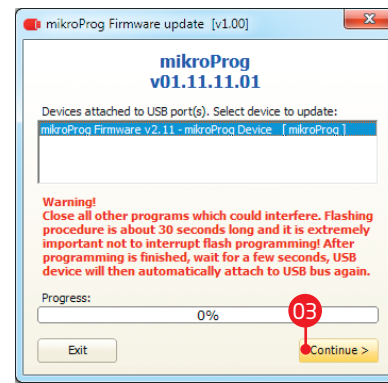 mikroProg Firmware update [v1.00]
x
mikroProg
v01.11.11.01
Devices attached to USB port(s). Select device to update:
mikroProg Firmware v2.11 - mikroProg Device [ mikroProg ]
Warning!
Close all other programs which could interfere. Flashing
procedure is about 30 seconds long and it is extremely
important not to interrupt flash programming! After
programming is finished, wait for a few seconds, USB
device will then automatically attach to USB bus again.
Progress:
0%
03
Exit
Continue >